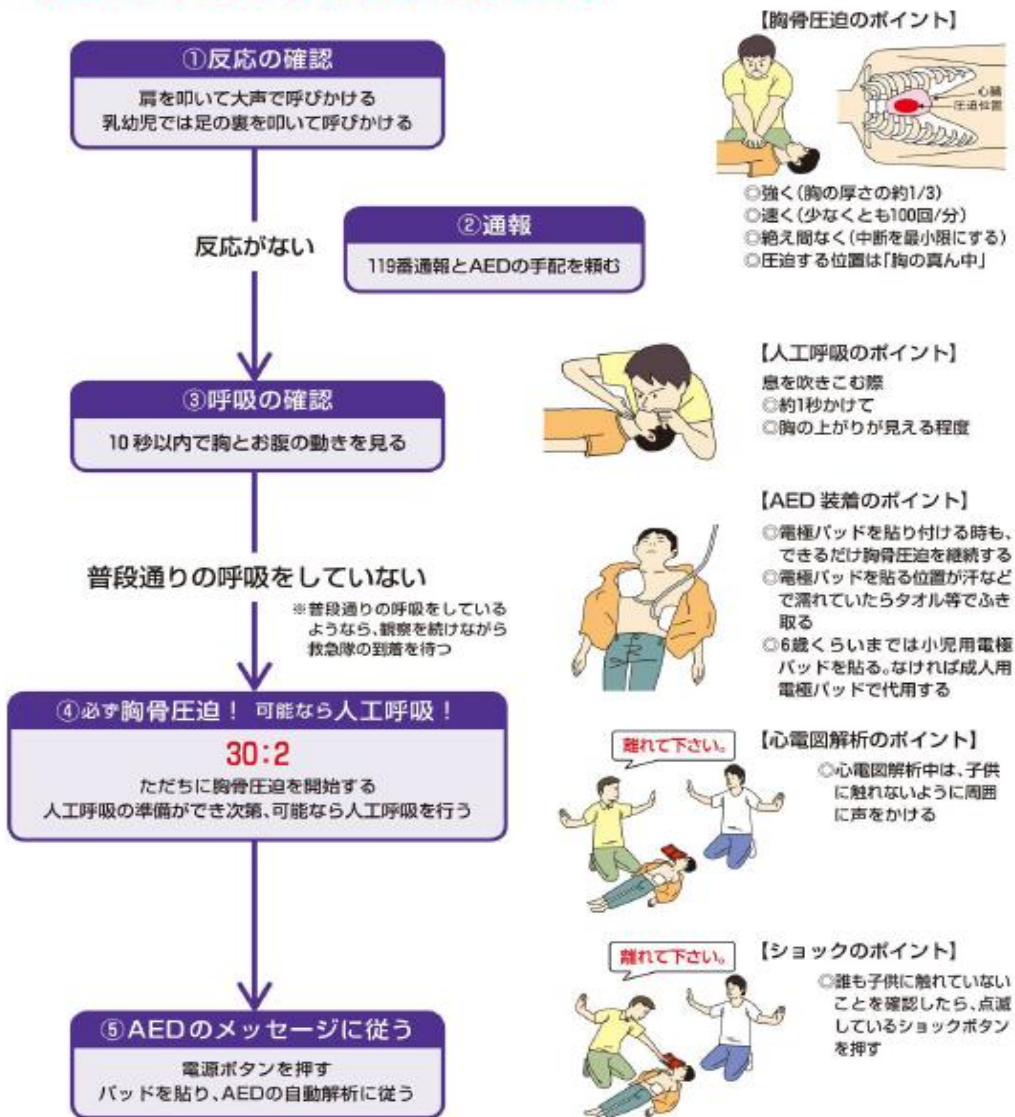 ①反応の確認
肩を叩いて大声で呼びかける
乳幼児では足の裏を叩いて呼びかける
反応がない
②通報
119番通報とAEDの手配を頼む
③呼吸の確認
10秒以内で胸とお腹の動きを見る
普段通りの呼吸をしていない
※普段通りの呼吸をしている
ようなら、観察を続けながら
救急隊の到着を待つ
④必ず胸骨圧迫！ 可能なら人工呼吸！
30:2
ただちに胸骨圧迫を開始する
人工呼吸の準備ができ次第、可能なら人工呼吸を行う
⑤AEDのメッセージに従う
電源ボタンを押す
パッドを貼り、AEDの自動解析に従う
【胸骨圧迫のポイント】
心臓
圧迫位置
◎強く(胸の厚さの約1/3)
◎速く(少なくとも100回/分)
◎絶え間なく(中断を最小限にする)
◎圧迫する位置は「胸の真ん中」
【人工呼吸のポイント】
息を吹きこむ際
◎約1秒かけて
◎胸の上がりが見える程度
【AED 装着のポイント】
◎電極パッドを貼り付ける時も、
できるだけ胸骨圧迫を継続する
◎電極パッドを貼る位置が汗など
で濡れていたらタオル等でふき
取る
◎6歳くらいまでは小児用電極
パッドを貼る。なければ成人用
電極パッドで代用する
離れて下さい。
【心電図解析のポイント】
◎心電図解析中は、子供
に触れないように周囲
に声をかける
離れて下さい。
【ショックのポイント】
◎誰も子供に触れていない
ことを確認したら、点滅
しているショックボタン
を押す